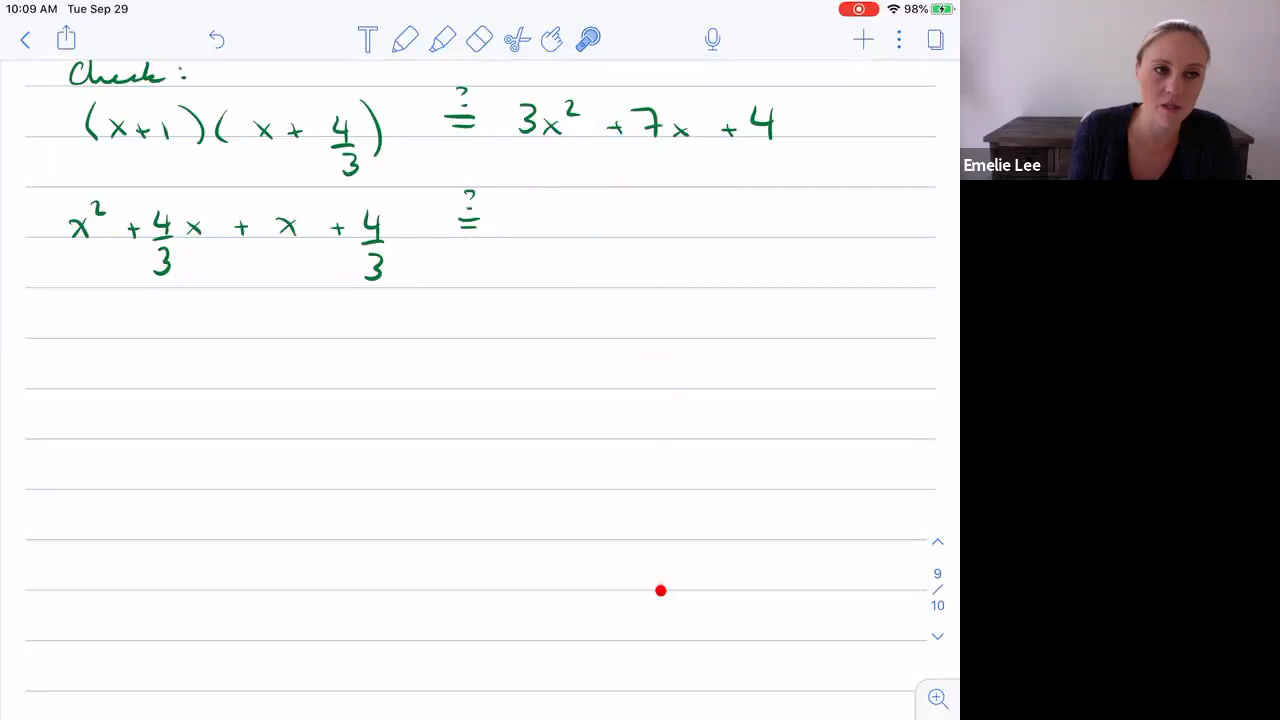 10:09 AM Tue Sep 29
98%
T
Check :
(x+1)(x + 4/3) ?= 3x² + 7x + 4
x² + 4/3 x + x + 4/3 ?=
Emelie Lee
9
/
10